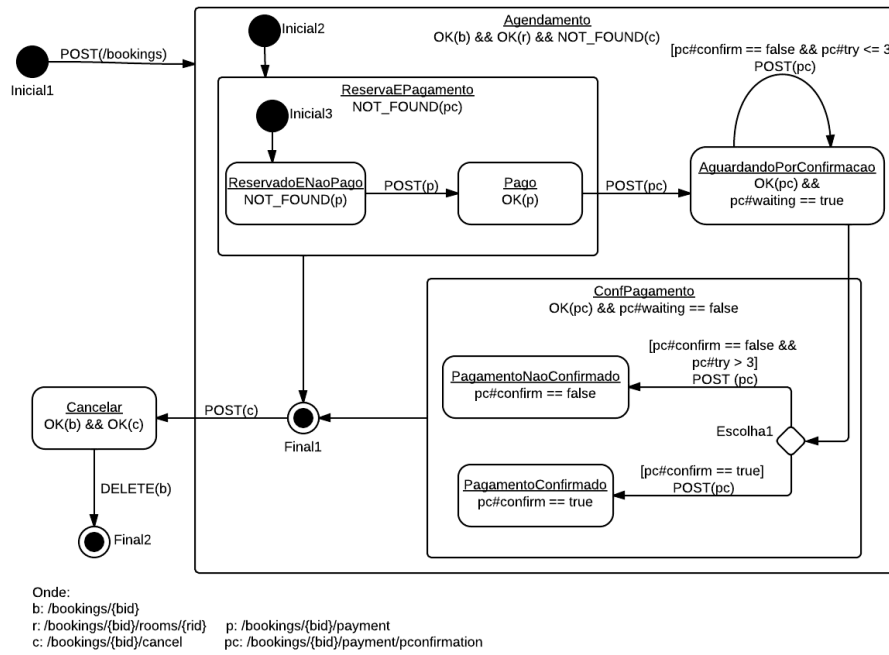 Agendamento
OK(b) && OK(r) && NOT_FOUND(c)
Inicial2
POST(/bookings)
Inicial1
[pc#confirm == false && pc#try <= 3
POST(pc)
ReservaEPagamento
NOT_FOUND(pc)
Inicial3
ReservadoENaoPago
NOT_FOUND(p)
POST(p)
Pago
OK(p)
POST(pc)
AguardandoPorConfirmacao
OK(pc) &&
pc#waiting == true
ConfPagamento
OK(pc) && pc#waiting == false
[pc#confirm == false &&
pc#try > 3]
POST (pc)
PagamentoNaoConfirmado
pc#confirm == false
Cancelar
OK(b) && OK(c)
POST(c)
Final1
Escolha1
[pc#confirm == true]
POST(pc)
PagamentoConfirmado
pc#confirm == true
DELETE(b)
Final2
Onde:
b: /bookings/{bid}
r: /bookings/{bid}/rooms/{rid} p: /bookings/{bid}/payment
c: /bookings/{bid}/cancel pc: /bookings/{bid}/payment/pconfirmation